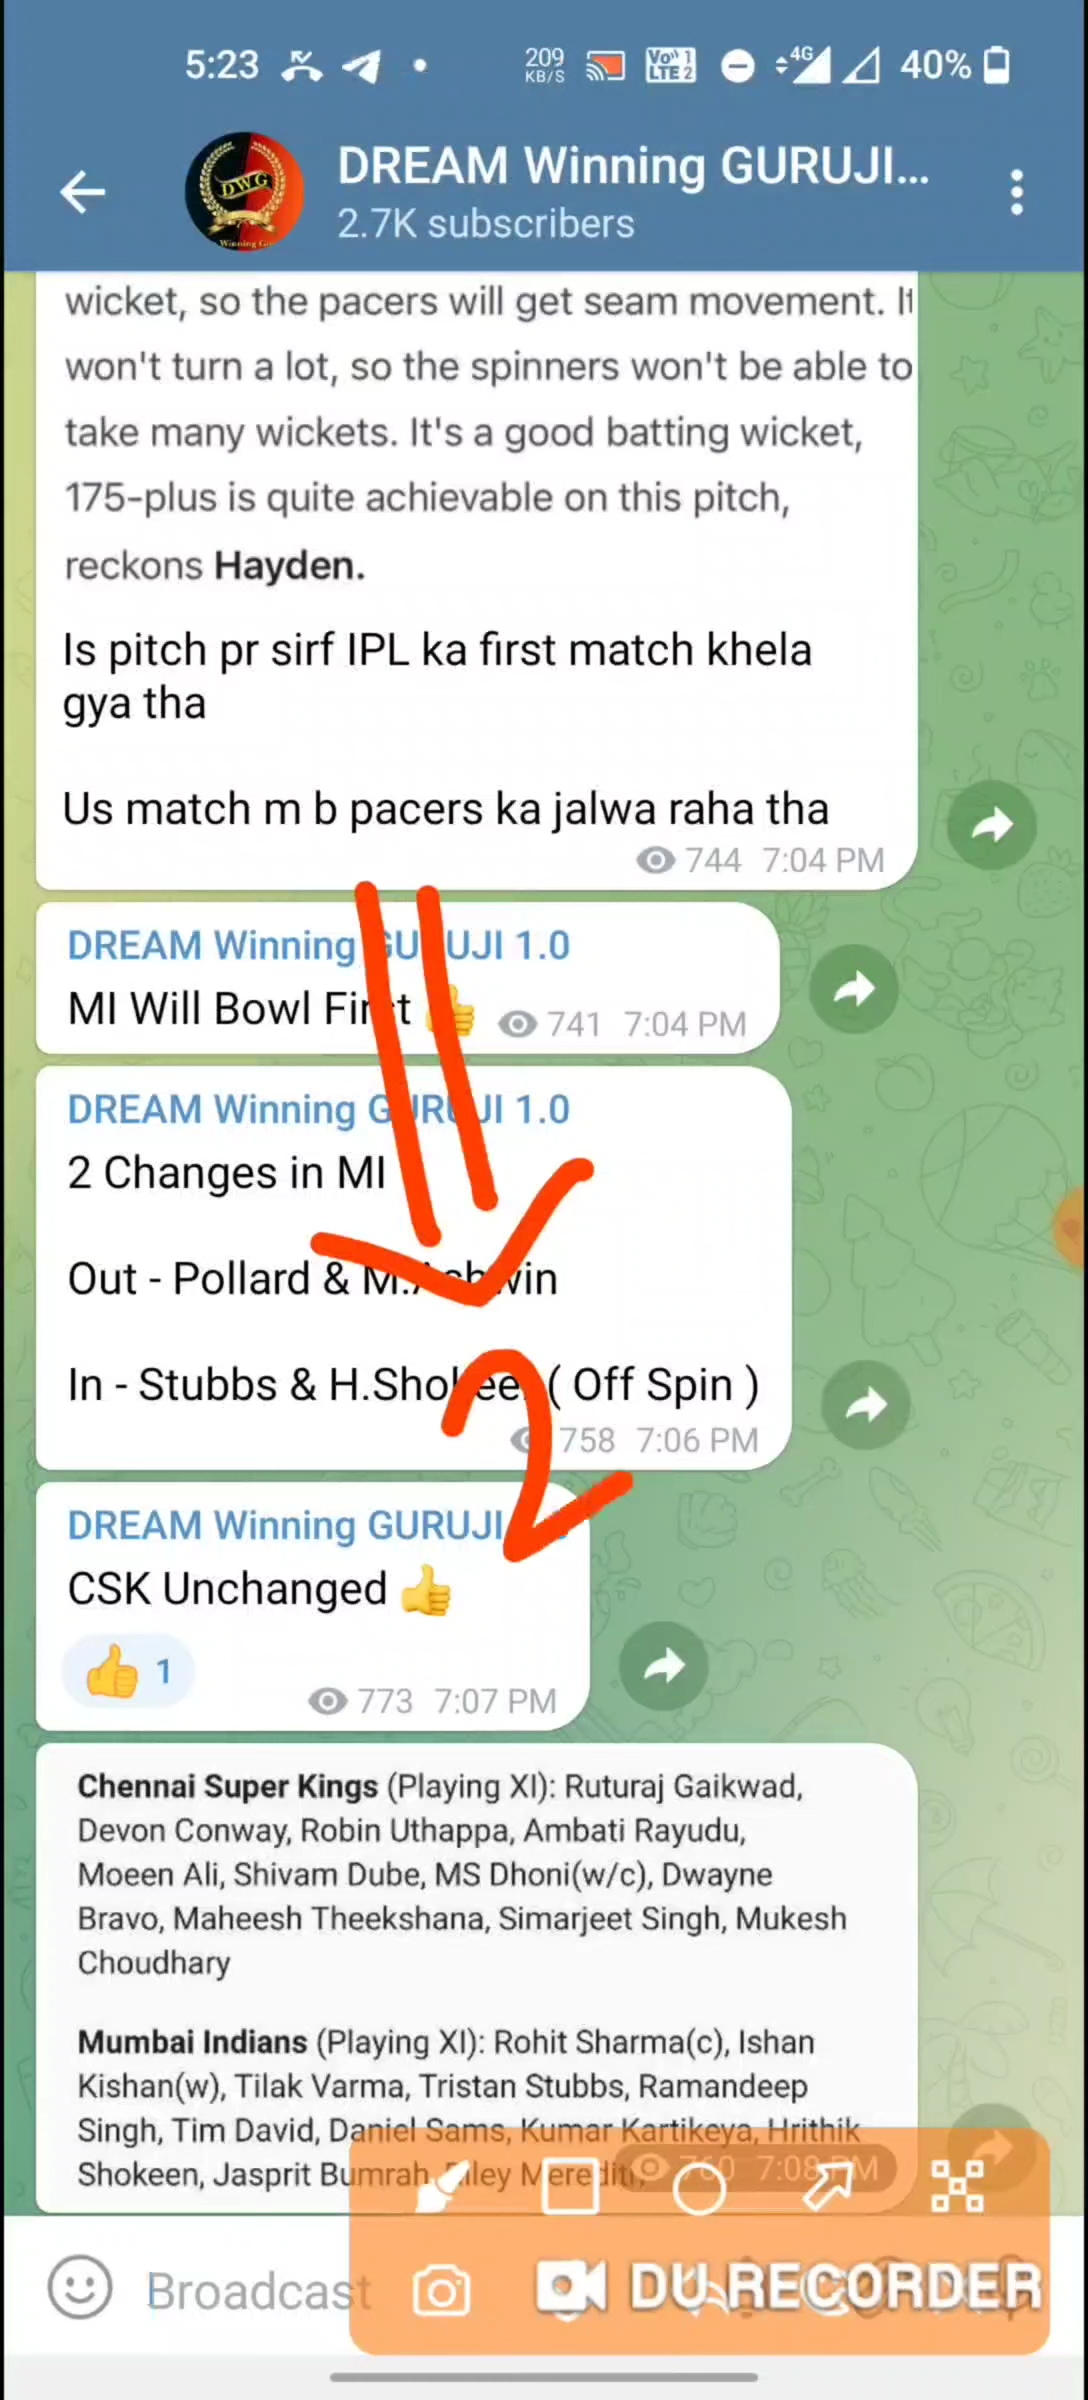 5:23 209 KB/S Vo)) 1 LTE 2 4G 40%
DREAM Winning GURUJI...
2.7K subscribers
DWG
wicket, so the pacers will get seam movement. It
won't turn a lot, so the spinners won't be able to
take many wickets. It's a good batting wicket,
175-plus is quite achievable on this pitch,
reckons Hayden.
Is pitch pr sirf IPL ka first match khela
gya tha
Us match m b pacers ka jalwa raha tha
744 7:04 PM
DREAM Winning GURUJI 1.0
MI Will Bowl First 👍 741 7:04 PM
DREAM Winning GURUJI 1.0
2 Changes in MI
Out - Pollard & M.Ashwin
In - Stubbs & H.Shokeen ( Off Spin )
758 7:06 PM
2
DREAM Winning GURUJI
CSK Unchanged 👍
👍 1
773 7:07 PM
Chennai Super Kings (Playing XI): Ruturaj Gaikwad,
Devon Conway, Robin Uthappa, Ambati Rayudu,
Moeen Ali, Shivam Dube, MS Dhoni(w/c), Dwayne
Bravo, Maheesh Theekshana, Simarjeet Singh, Mukesh
Choudhary
Mumbai Indians (Playing XI): Rohit Sharma(c), Ishan
Kishan(w), Tilak Varma, Tristan Stubbs, Ramandeep
Singh, Tim David, Daniel Sams, Kumar Kartikeya, Hrithik
Shokeen, Jasprit Bumrah, Riley Meredith
760 7:08 PM
Broadcast
DU RECORDER